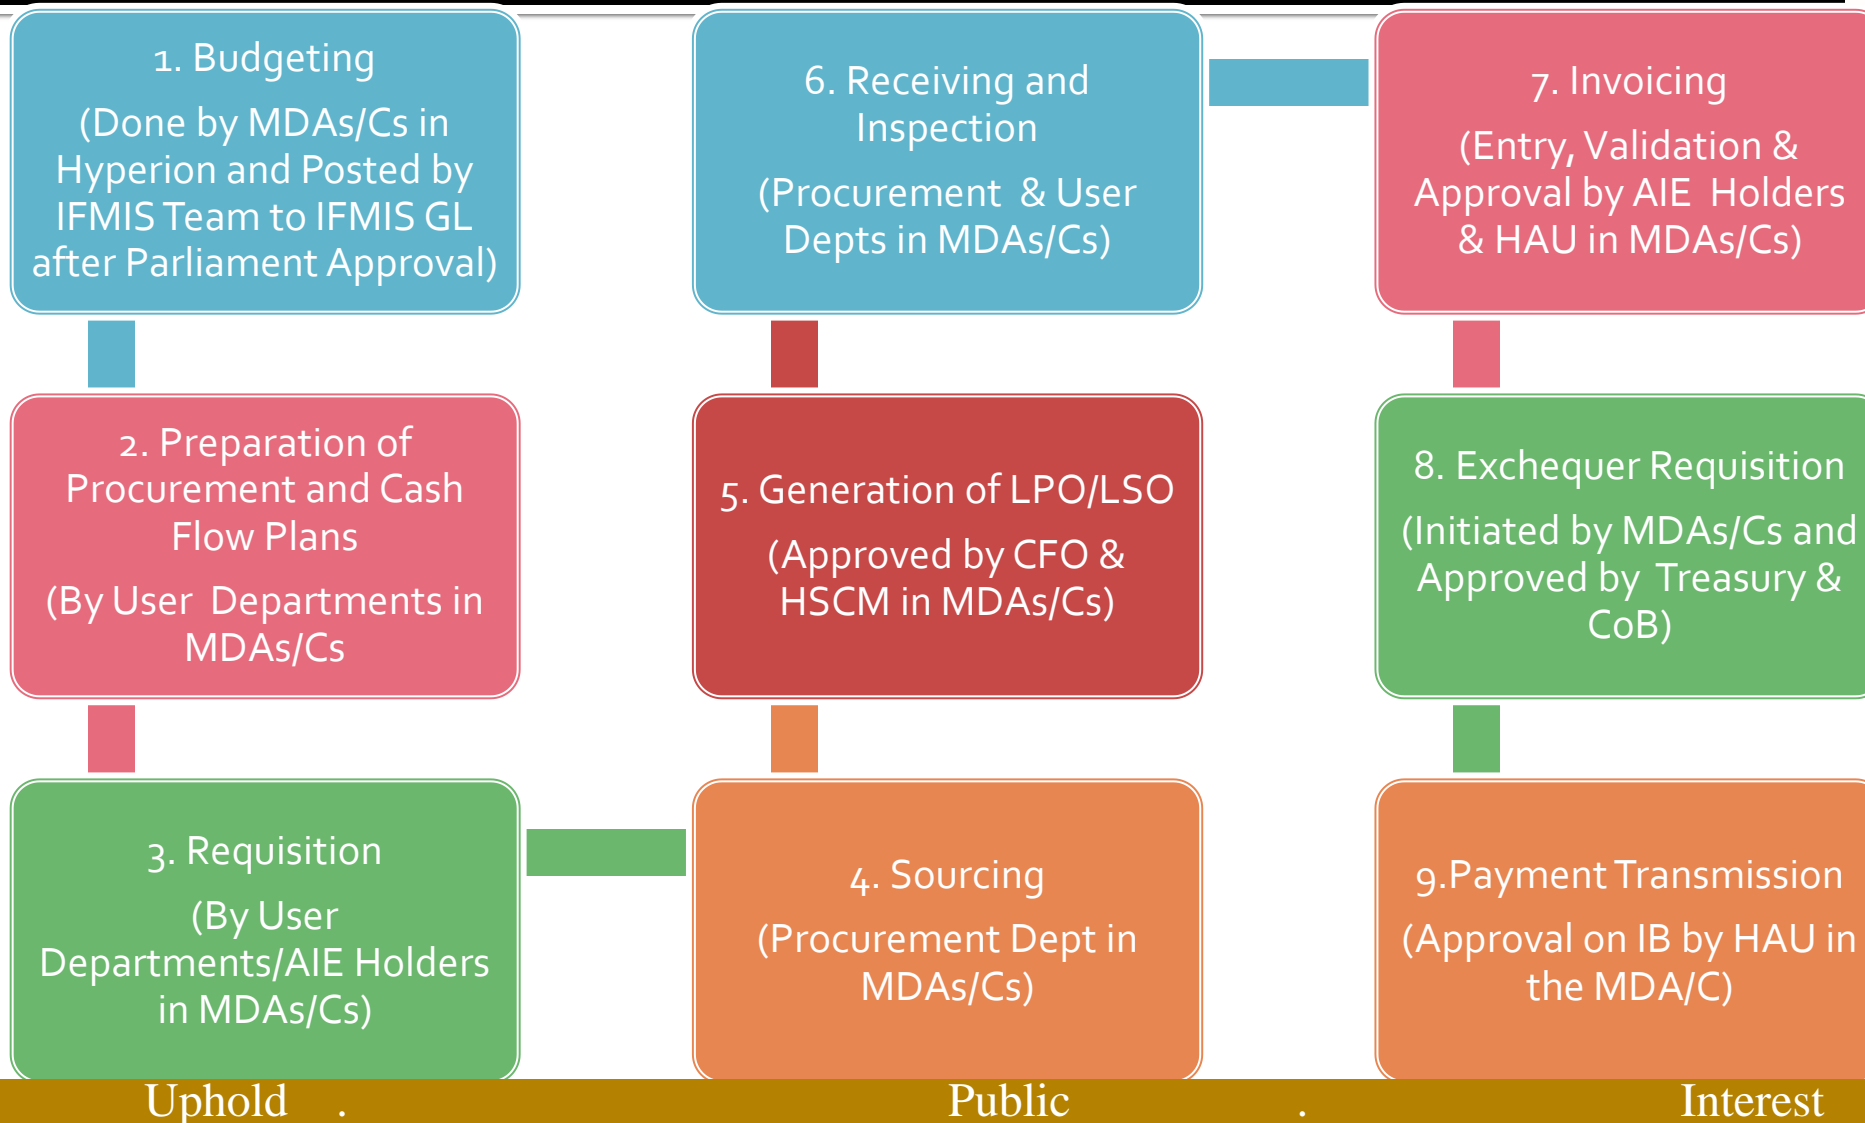 1. Budgeting
(Done by MDAs/Cs in
Hyperion and Posted by
IFMIS Team to IFMIS GL
after Parliament Approval)
2. Preparation of
Procurement and Cash
Flow Plans
(By User Departments in
MDAs/Cs
3. Requisition
(By User
Departments/AIE Holders
in MDAs/Cs)
4. Sourcing
(Procurement Dept in
MDAs/Cs)
5. Generation of LPO/LSO
(Approved by CFO &
HSCM in MDAs/Cs)
6. Receiving and
Inspection
(Procurement & User
Depts in MDAs/Cs)
7. Invoicing
(Entry, Validation &
Approval by AIE Holders
& HAU in MDAs/Cs)
8. Exchequer Requisition
(Initiated by MDAs/Cs and
Approved by Treasury &
CoB)
9.Payment Transmission
(Approval on IB by HAU in
the MDA/C)
Uphold . Public . Interest